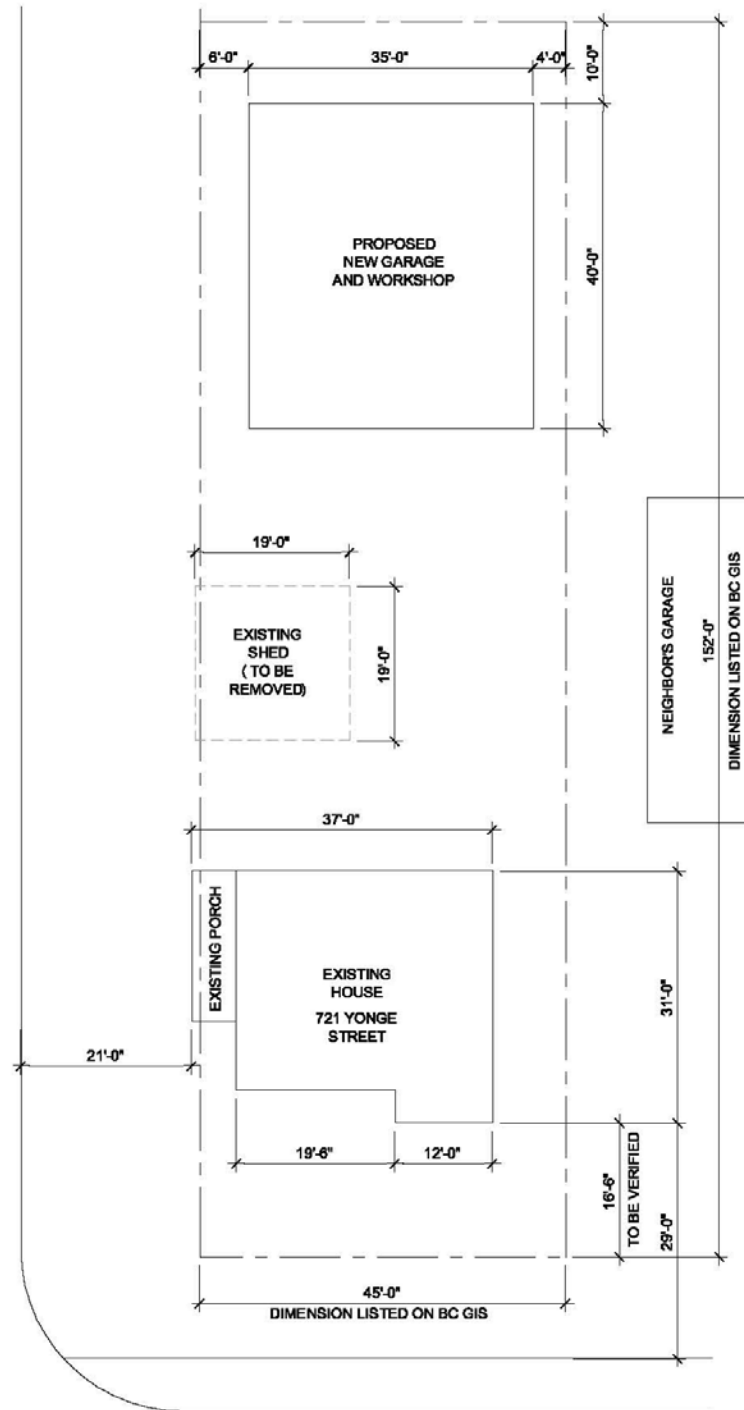 6'-0"
35'-0"
4'-0"
10'-0"
PROPOSED
NEW GARAGE
AND WORKSHOP
40'-0"
19'-0"
EXISTING
SHED
( TO BE
REMOVED)
19'-0"
NEIGHBOR'S GARAGE
152'-0"
DIMENSION LISTED ON BC GIS
37'-0"
EXISTING PORCH
EXISTING
HOUSE
721 YONGE
STREET
31'-0"
21'-0"
19'-6"
12'-0"
16'-6"
TO BE VERIFIED
29'-0"
45'-0"
DIMENSION LISTED ON BC GIS